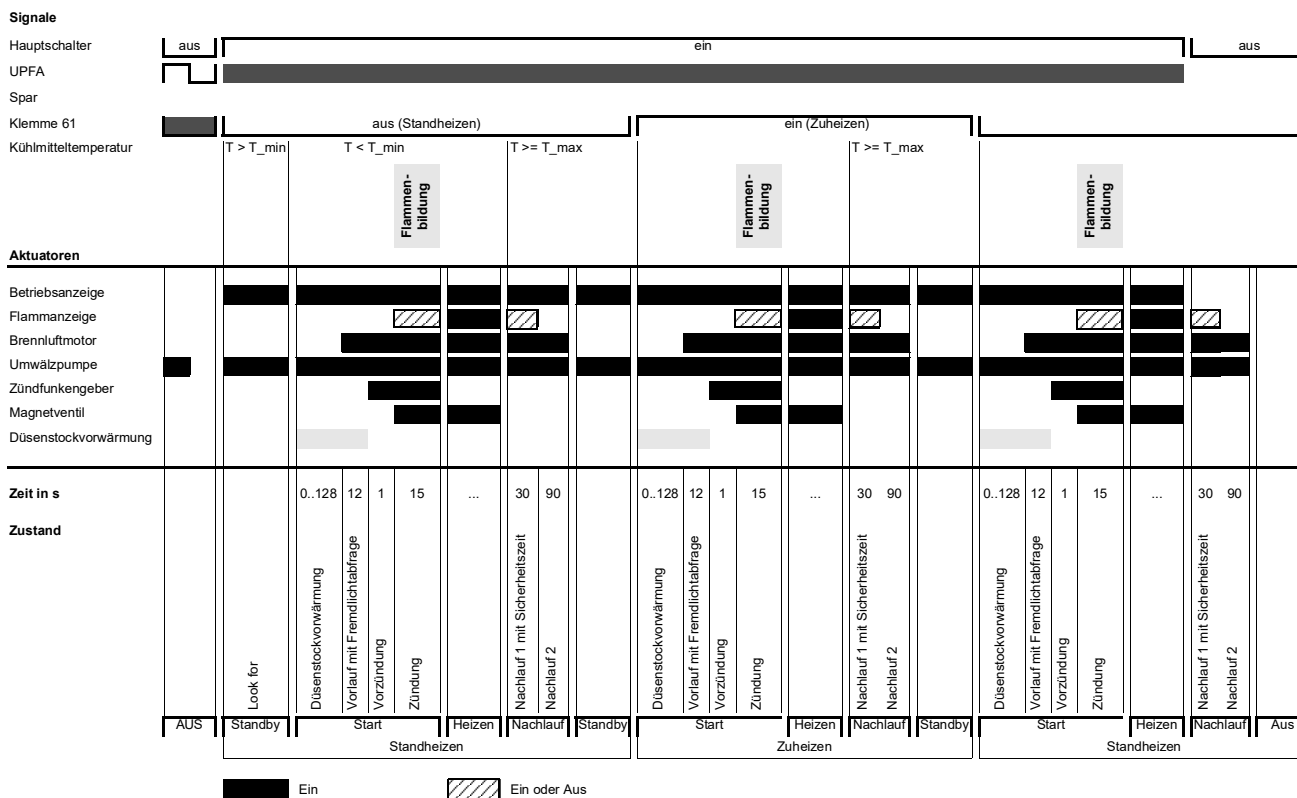 Signale
Hauptschalter aus ein aus
UPFA
Spar
Klemme 61 aus (Standheizen) ein (Zuheizen)
Kühlmitteltemperatur T > T_min T < T_min T >= T_max T >= T_max
Flammen-
bildung
Flammen-
bildung
Flammen-
bildung
Aktuatoren
Betriebsanzeige
Flammanzeige
Brennluftmotor
Umwälzpumpe
Zündfunkengeber
Magnetventil
Düsenstockvorwärmung
Zeit in s 0..128 12 1 15 ... 30 90 0..128 12 1 15 ... 30 90 0..128 12 1 15 ... 30 90
Zustand
Look for
Düsenstockvorwärmung
Vorlauf mit Fremdlichtabfrage
Vorzündung
Zündung
Nachlauf 1 mit Sicherheitszeit
Nachlauf 2
Düsenstockvorwärmung
Vorlauf mit Fremdlichtabfrage
Vorzündung
Zündung
Nachlauf 1 mit Sicherheitszeit
Nachlauf 2
Düsenstockvorwärmung
Vorlauf mit Fremdlichtabfrage
Vorzündung
Zündung
Nachlauf 1 mit Sicherheitszeit
Nachlauf 2
AUS Standby Start Heizen Nachlauf Standby Start Heizen Nachlauf Standby Start Heizen Nachlauf Aus
Standheizen Zuheizen Standheizen
Ein Ein oder Aus